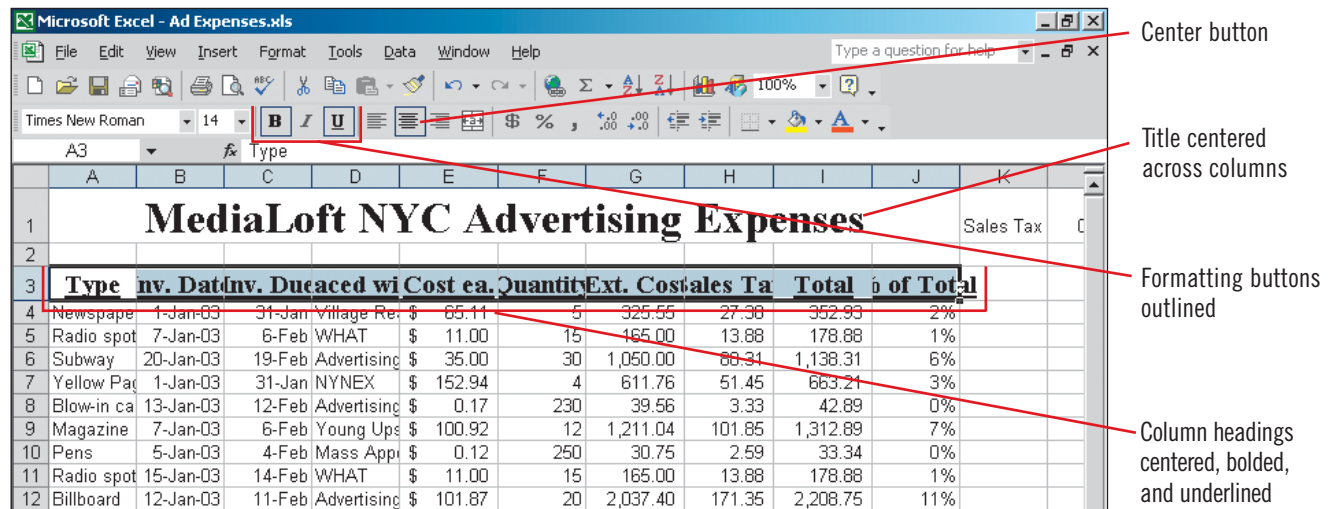 Microsoft Excel - Ad Expenses.xls
File Edit View Insert Format Tools Data Window Help Type a question for help
100%
Times New Roman 14 B I U $ % ,
A3 fx Type
A B C D E F G H I J K
1 MediaLoft NYC Advertising Expenses Sales Tax
2
3 Type nv. Dat nv. Due aced wi Cost ea. Quantity Ext. Cost ales Ta Total of Total
4 Newspape 1-Jan-03 31-Jan Village Re $ 65.11 5 325.55 27.38 352.93 2%
5 Radio spot 7-Jan-03 6-Feb WHAT $ 11.00 15 165.00 13.88 178.88 1%
6 Subway 20-Jan-03 19-Feb Advertising $ 35.00 30 1,050.00 88.31 1,138.31 6%
7 Yellow Pag 1-Jan-03 31-Jan NYNEX $ 152.94 4 611.76 51.45 663.21 3%
8 Blow-in ca 13-Jan-03 12-Feb Advertising $ 0.17 230 39.56 3.33 42.89 0%
9 Magazine 7-Jan-03 6-Feb Young Ups $ 100.92 12 1,211.04 101.85 1,312.89 7%
10 Pens 5-Jan-03 4-Feb Mass App $ 0.12 250 30.75 2.59 33.34 0%
11 Radio spot 15-Jan-03 14-Feb WHAT $ 11.00 15 165.00 13.88 178.88 1%
12 Billboard 12-Jan-03 11-Feb Advertising $ 101.87 20 2,037.40 171.35 2,208.75 11%
Center button
Title centered
across columns
Formatting buttons
outlined
Column headings
centered, bolded,
and underlined